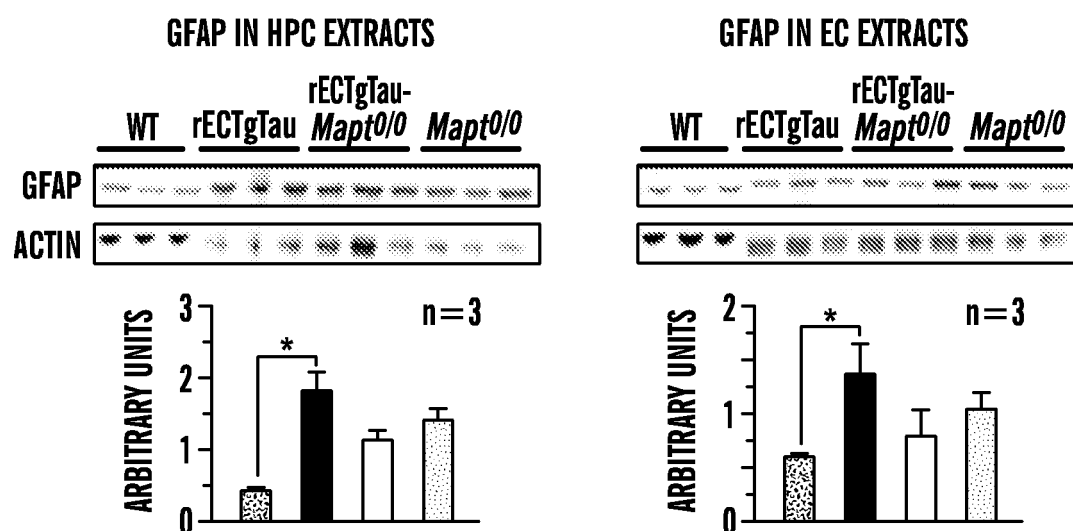 GFAP IN HPC EXTRACTS
WT rECTgTau rECTgTau-Mapt0/0 Mapt0/0
GFAP
ACTIN
ARBITRARY UNITS
3
2
1
0
*
n=3
GFAP IN EC EXTRACTS
WT rECTgTau rECTgTau-Mapt0/0 Mapt0/0
ARBITRARY UNITS
2
1
0
*
n=3